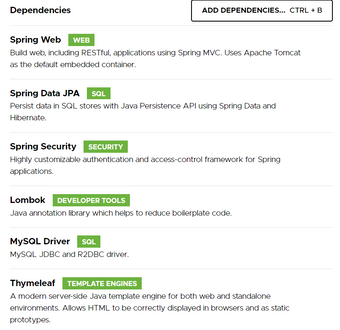 Dependencies
ADD DEPENDENCIES... CTRL + B
Spring Web WEB
Build web, including RESTful, applications using Spring MVC. Uses Apache Tomcat
as the default embedded container.
Spring Data JPA SQL
Persist data in SQL stores with Java Persistence API using Spring Data and
Hibernate.
Spring Security SECURITY
Highly customizable authentication and access-control framework for Spring
applications.
Lombok DEVELOPER TOOLS
Java annotation library which helps to reduce boilerplate code.
MySQL Driver SQL
MySQL JDBC and R2DBC driver.
Thymeleaf TEMPLATE ENGINES
A modern server-side Java template engine for both web and standalone
environments. Allows HTML to be correctly displayed in browsers and as static
prototypes.